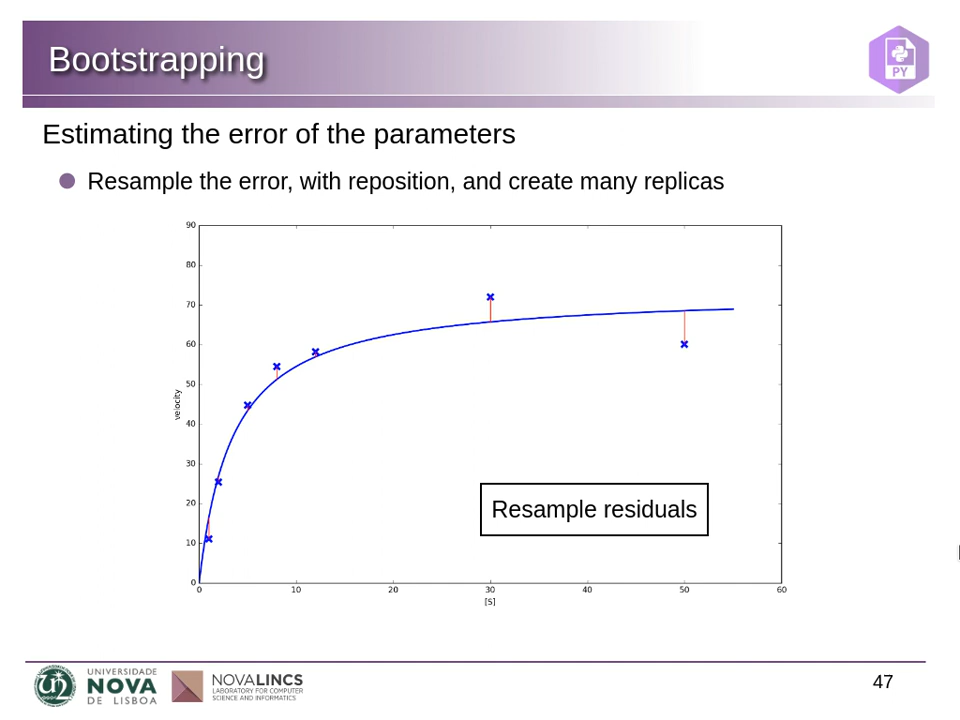 Bootstrapping
PY
Estimating the error of the parameters
Resample the error, with reposition, and create many replicas
90
80
70
60
50
40
30
20
10
0
velocity
Resample residuals
0 10 20 30 40 50 60
[S]
UNIVERSIDADE
NOVA
DE LISBOA
NOVALINCS
LABORATORY FOR COMPUTER
SCIENCE AND INFORMATICS
47